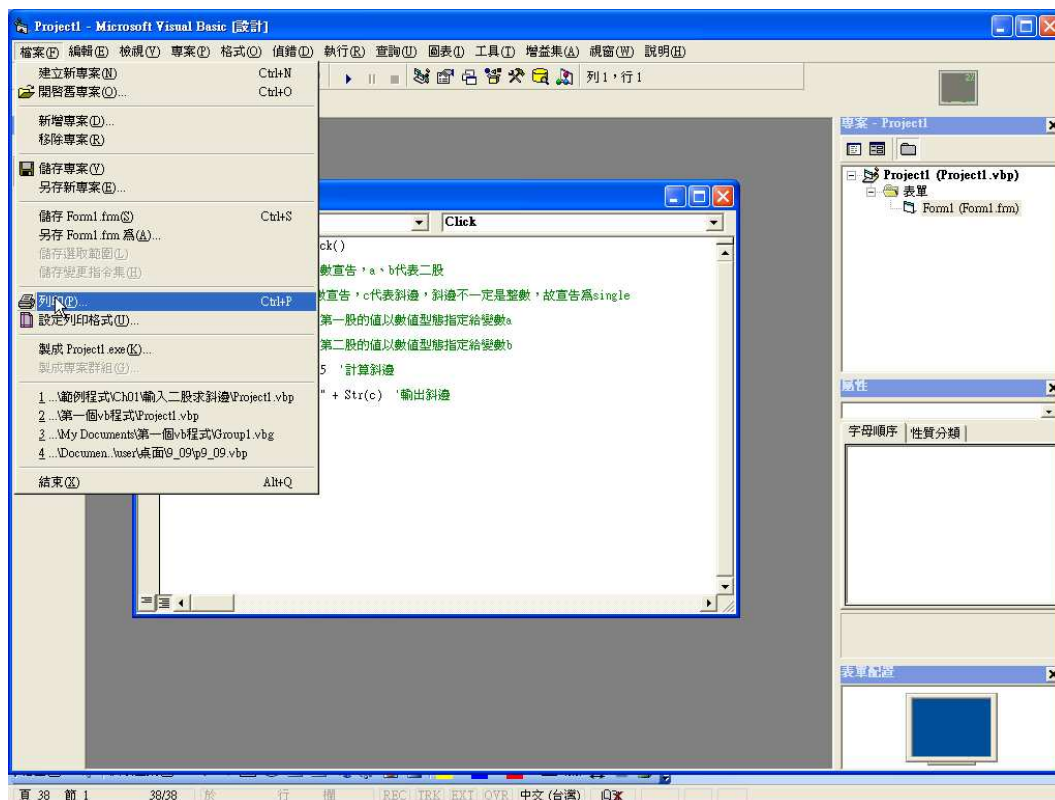 Project1 - Microsoft Visual Basic [設計]
檔案(F) 編輯(E) 檢視(V) 專案(P) 格式(O) 偵錯(D) 執行(R) 查詢(U) 圖表(I) 工具(T) 增益集(A) 視窗(W) 說明(H)
建立新專案(N) Ctrl+N
開啓舊專案(O)... Ctrl+O
列1,行1
新增專案(D)...
移除專案(R)
儲存專案(V)
另存新專案(E)...
儲存 Form1.frm(S) Ctrl+S
另存 Form1.frm 爲(A)...
儲存選取範圍(L)
儲存變更指令集(H)
列印(P)... Ctrl+P
設定列印格式(U)...
製成 Project1.exe(K)...
製成專案群組(G)...
1 ...\範例程式\Ch01\輸入二股求斜邊\Project1.vbp
2 ...\第一個vb程式\Project1.vbp
3 ...\My Documents\第一個vb程式\Group1.vbg
4 ...\Documen..\user\桌面\9_09\p9_09.vbp
結束(X) Alt+Q
Click
ck()
數宣告,a、b代表二股
數宣告,c代表斜邊,斜邊不一定是整數,故宣告爲single
第一股的值以數值型態指定給變數a
第二股的值以數值型態指定給變數b
5 '計算斜邊
" + Str(c) '輸出斜邊
專案 - Project1
Project1 (Project1.vbp)
表單
Form1 (Form1.frm)
屬性
字母順序 性質分類
表單配置
頁 38 節 1 38/38 於 行 欄 REC TRK EXT OVR 中文 (台灣)